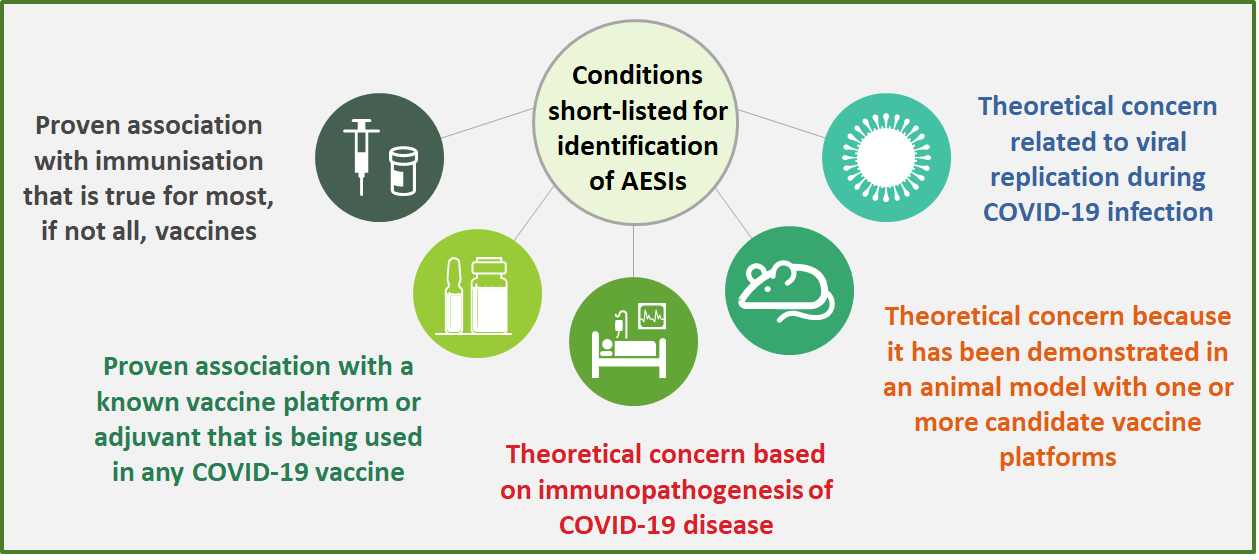 Conditions
short-listed for
identification
of AESIs
Proven association
with immunisation
that is true for most,
if not all, vaccines
Proven association with a
known vaccine platform or
adjuvant that is being used
in any COVID-19 vaccine
Theoretical concern based
on immunopathogenesis of
COVID-19 disease
Theoretical concern because
it has been demonstrated in
an animal model with one or
more candidate vaccine
platforms
Theoretical concern
related to viral
replication during
COVID-19 infection